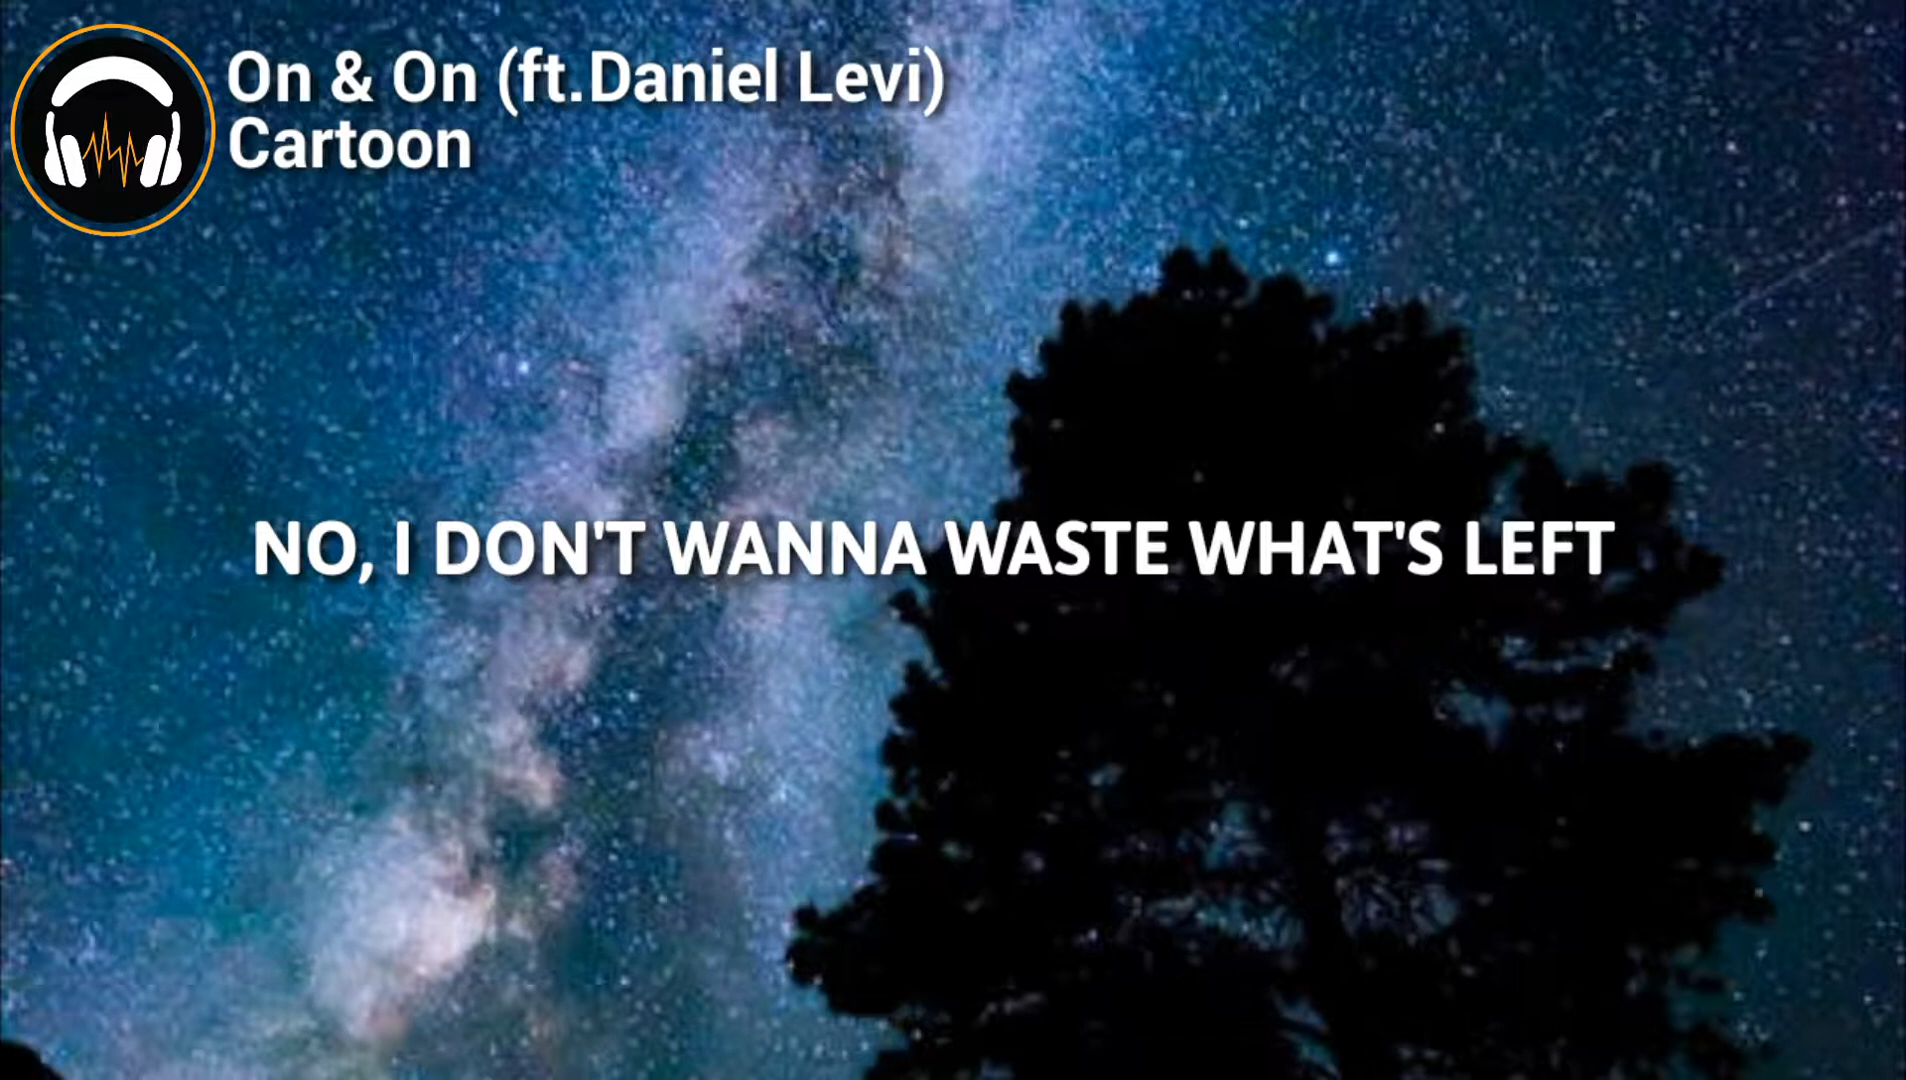 On & On (ft.Daniel Levi)
Cartoon
NO, I DON'T WANNA WASTE WHAT'S LEFT